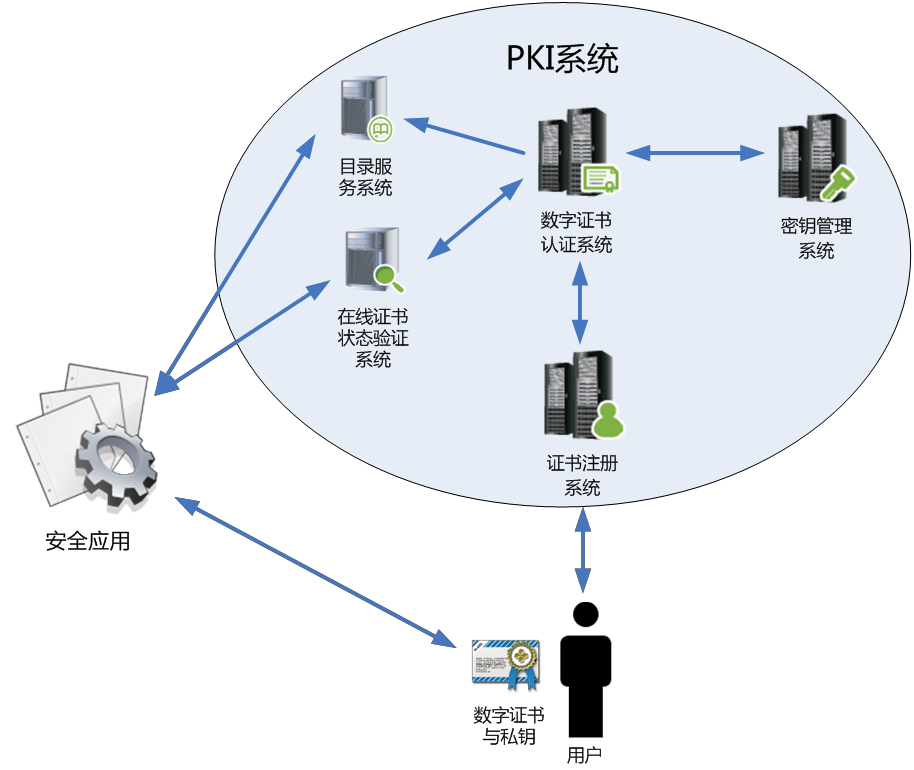 PKI系统
目录服
务系统
数字证书
认证系统
密钥管理
系统
在线证书
状态验证
系统
证书注册
系统
安全应用
数字证书
与私钥
用户